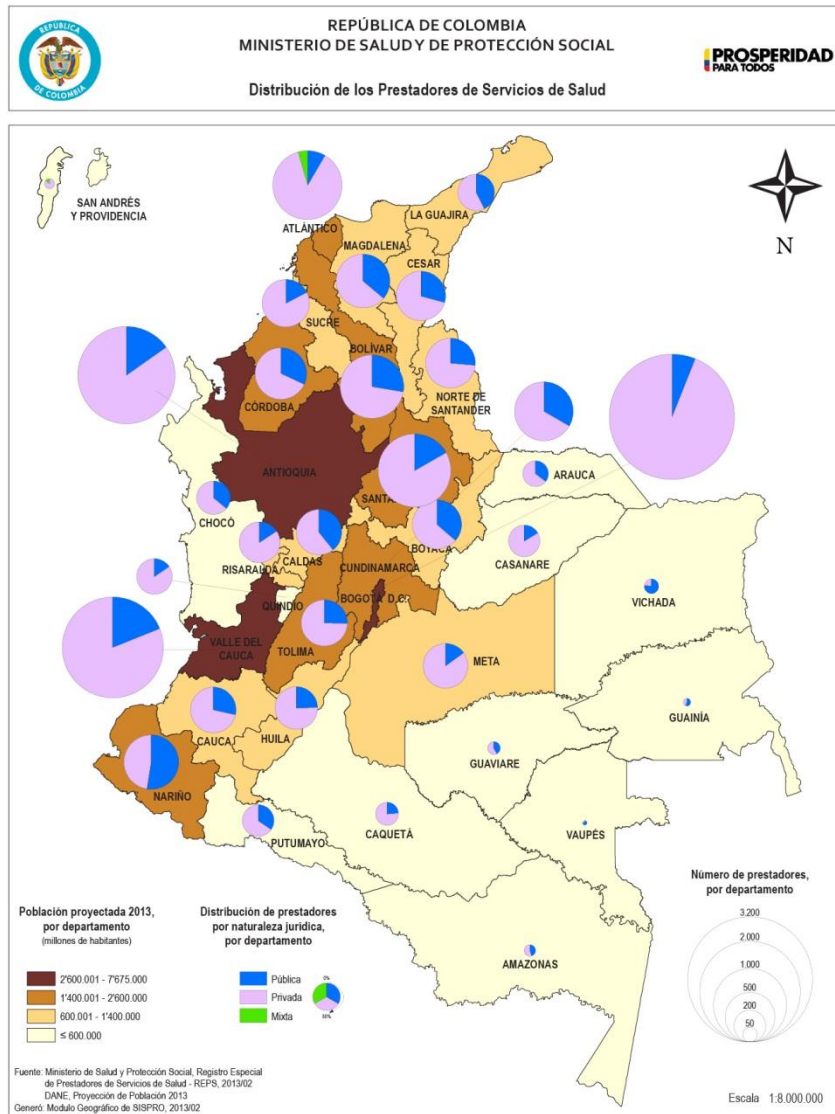 REPÚBLICA DE COLOMBIA
MINISTERIO DE SALUD Y DE PROTECCIÓN SOCIAL
Distribución de los Prestadores de Servicios de Salud
REPÚBLICA
DE COLOMBIA
PROSPERIDAD
PARA TODOS
SAN ANDRÉS
Y PROVIDENCIA
N
ATLÁNTICO
LA GUAJIRA
MAGDALENA
CESAR
SUCRE
BOLÍVAR
CÓRDOBA
NORTE DE
SANTANDER
ANTIOQUIA
SANTA
ARAUCA
CHOCÓ
BOYACÁ
CASANARE
RISARALDA
CALDAS
CUNDINAMARCA
VICHADA
QUINDÍO
BOGOTÁ D.C.
VALLE DEL
CAUCA
TOLIMA
META
GUAINÍA
CAUCA
HUILA
GUAVIARE
NARIÑO
PUTUMAYO
CAQUETÁ
VAUPÉS
AMAZONAS
Población proyectada 2013,
por departamento
(millones de habitantes)
2'600.001 - 7'675.000
1'400.001 - 2'600.000
600.001 - 1'400.000
≤ 600.000
Distribución de prestadores
por naturaleza jurídica,
por departamento
Pública
Privada
Mixta
0%
Número de prestadores,
por departamento
3.200
2.000
1.000
500
200
50
Fuente: Ministerio de Salud y Protección Social, Registro Especial
de Prestadores de Servicios de Salud - REPS, 2013/02
DANE, Proyección de Población 2013
Generó: Modulo Geográfico de SISPRO, 2013/02
Escala 1:8.000.000